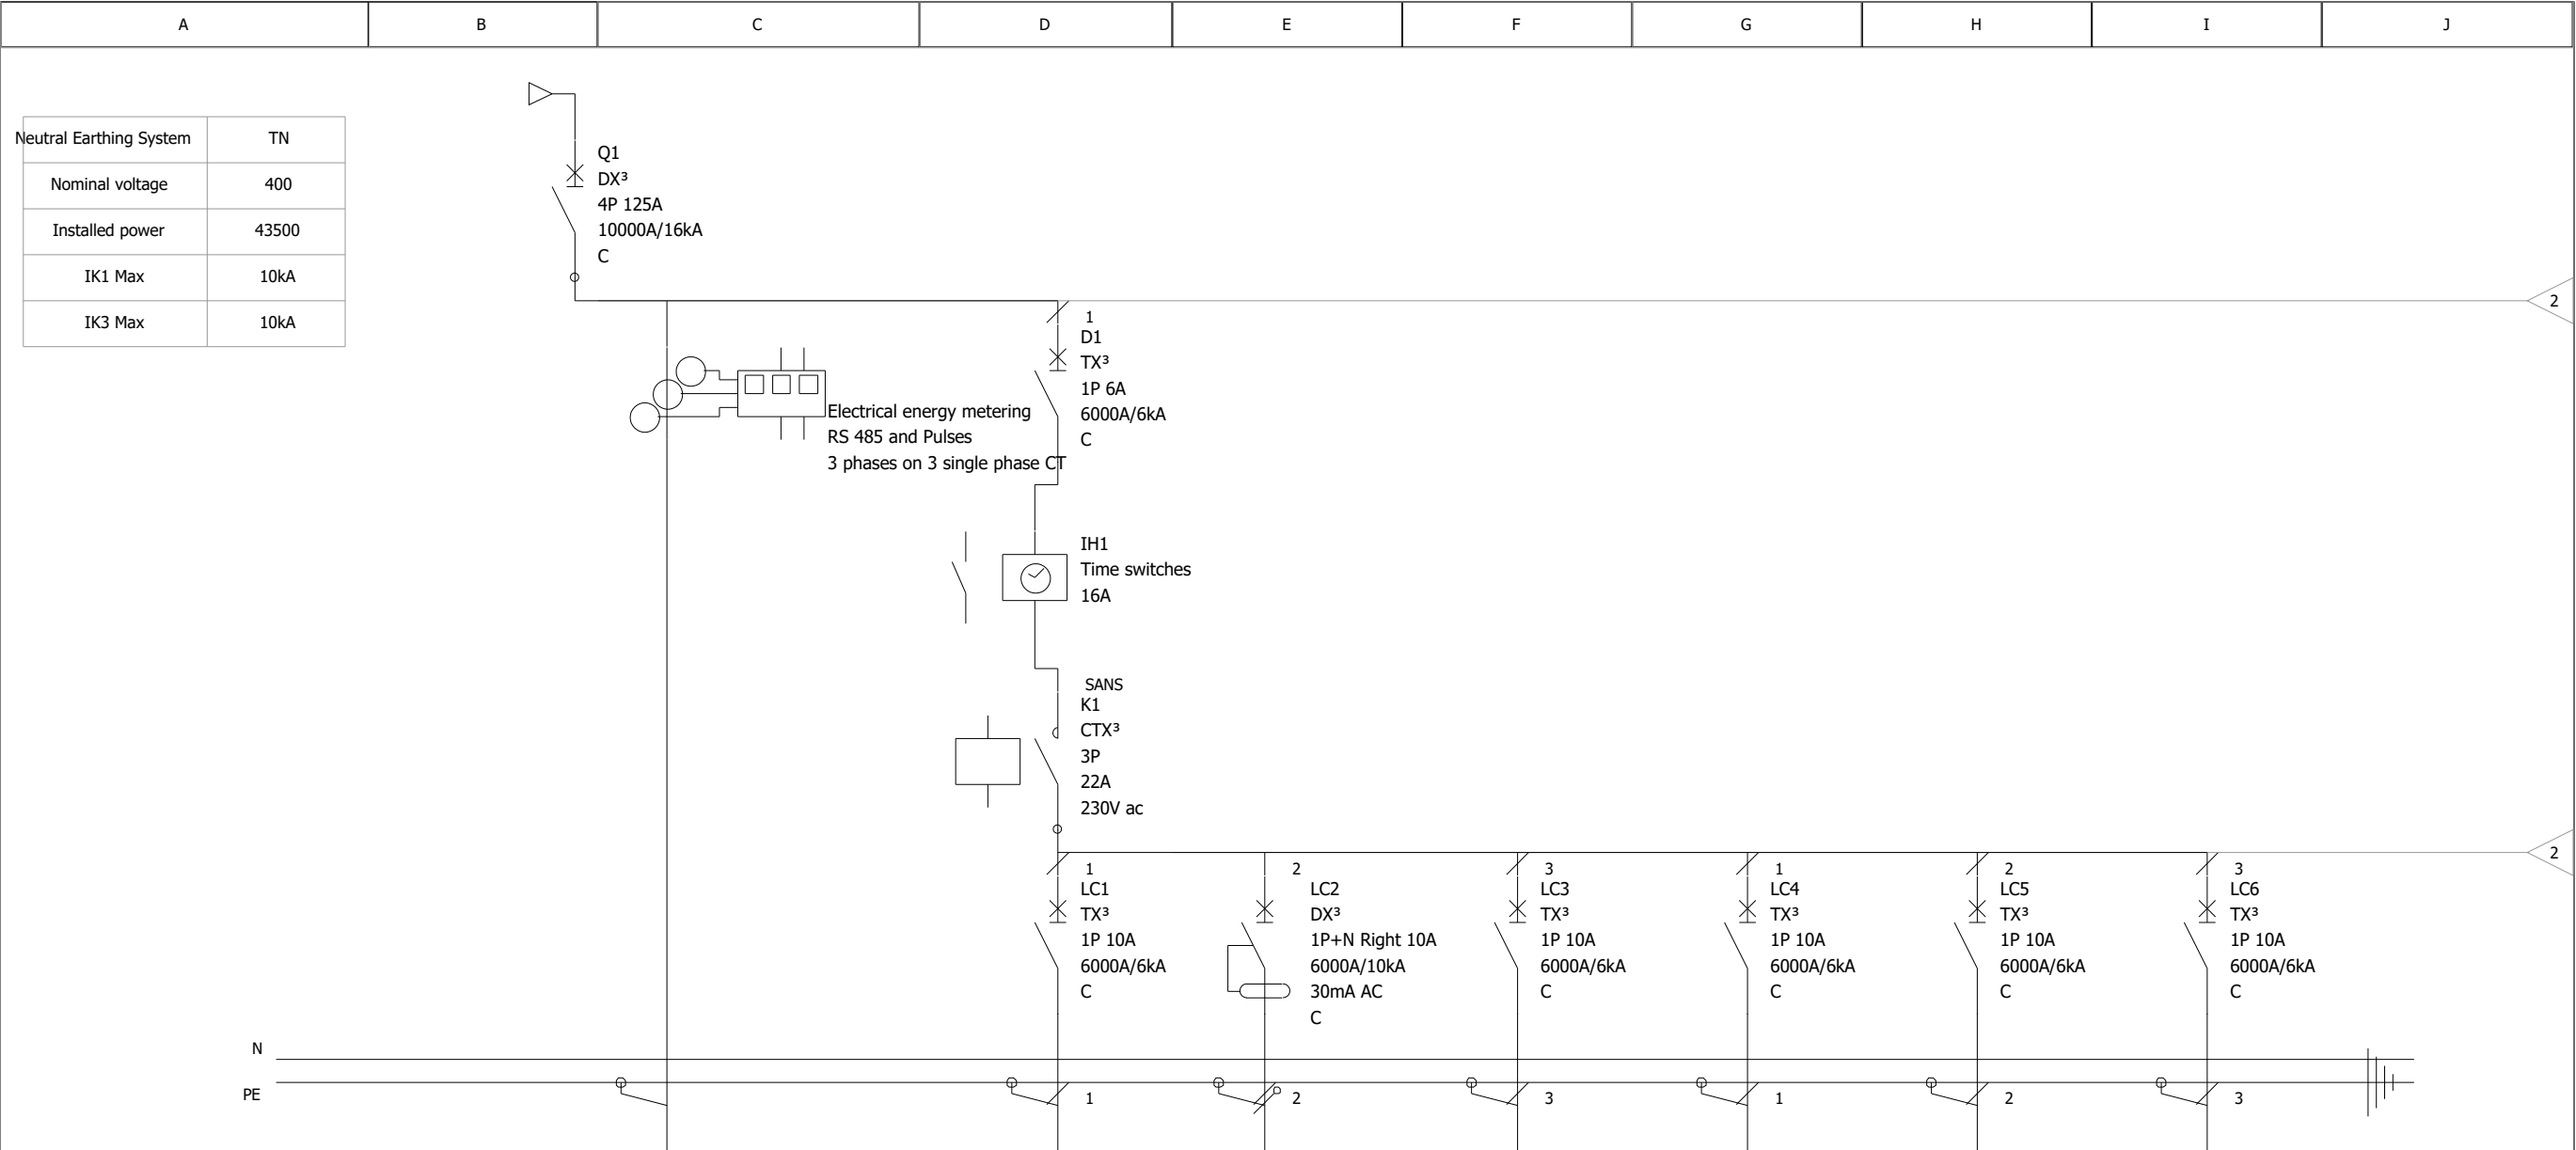 A B C D E F G H I J
Neutral Earthing System TN
Nominal voltage 400
Installed power 43500
IK1 Max 10kA
IK3 Max 10kA
Q1
DX³
4P 125A
10000A/16kA
C
2
1
D1
TX³
1P 6A
6000A/6kA
C
Electrical energy metering
RS 485 and Pulses
3 phases on 3 single phase CT
IH1
Time switches
16A
SANS
K1
CTX³
3P
22A
230V ac
2
1
LC1
TX³
1P 10A
6000A/6kA
C
2
LC2
DX³
1P+N Right 10A
6000A/10kA
30mA AC
C
3
LC3
TX³
1P 10A
6000A/6kA
C
1
LC4
TX³
1P 10A
6000A/6kA
C
2
LC5
TX³
1P 10A
6000A/6kA
C
3
LC6
TX³
1P 10A
6000A/6kA
C
N
PE
1 2 3 1 2 3